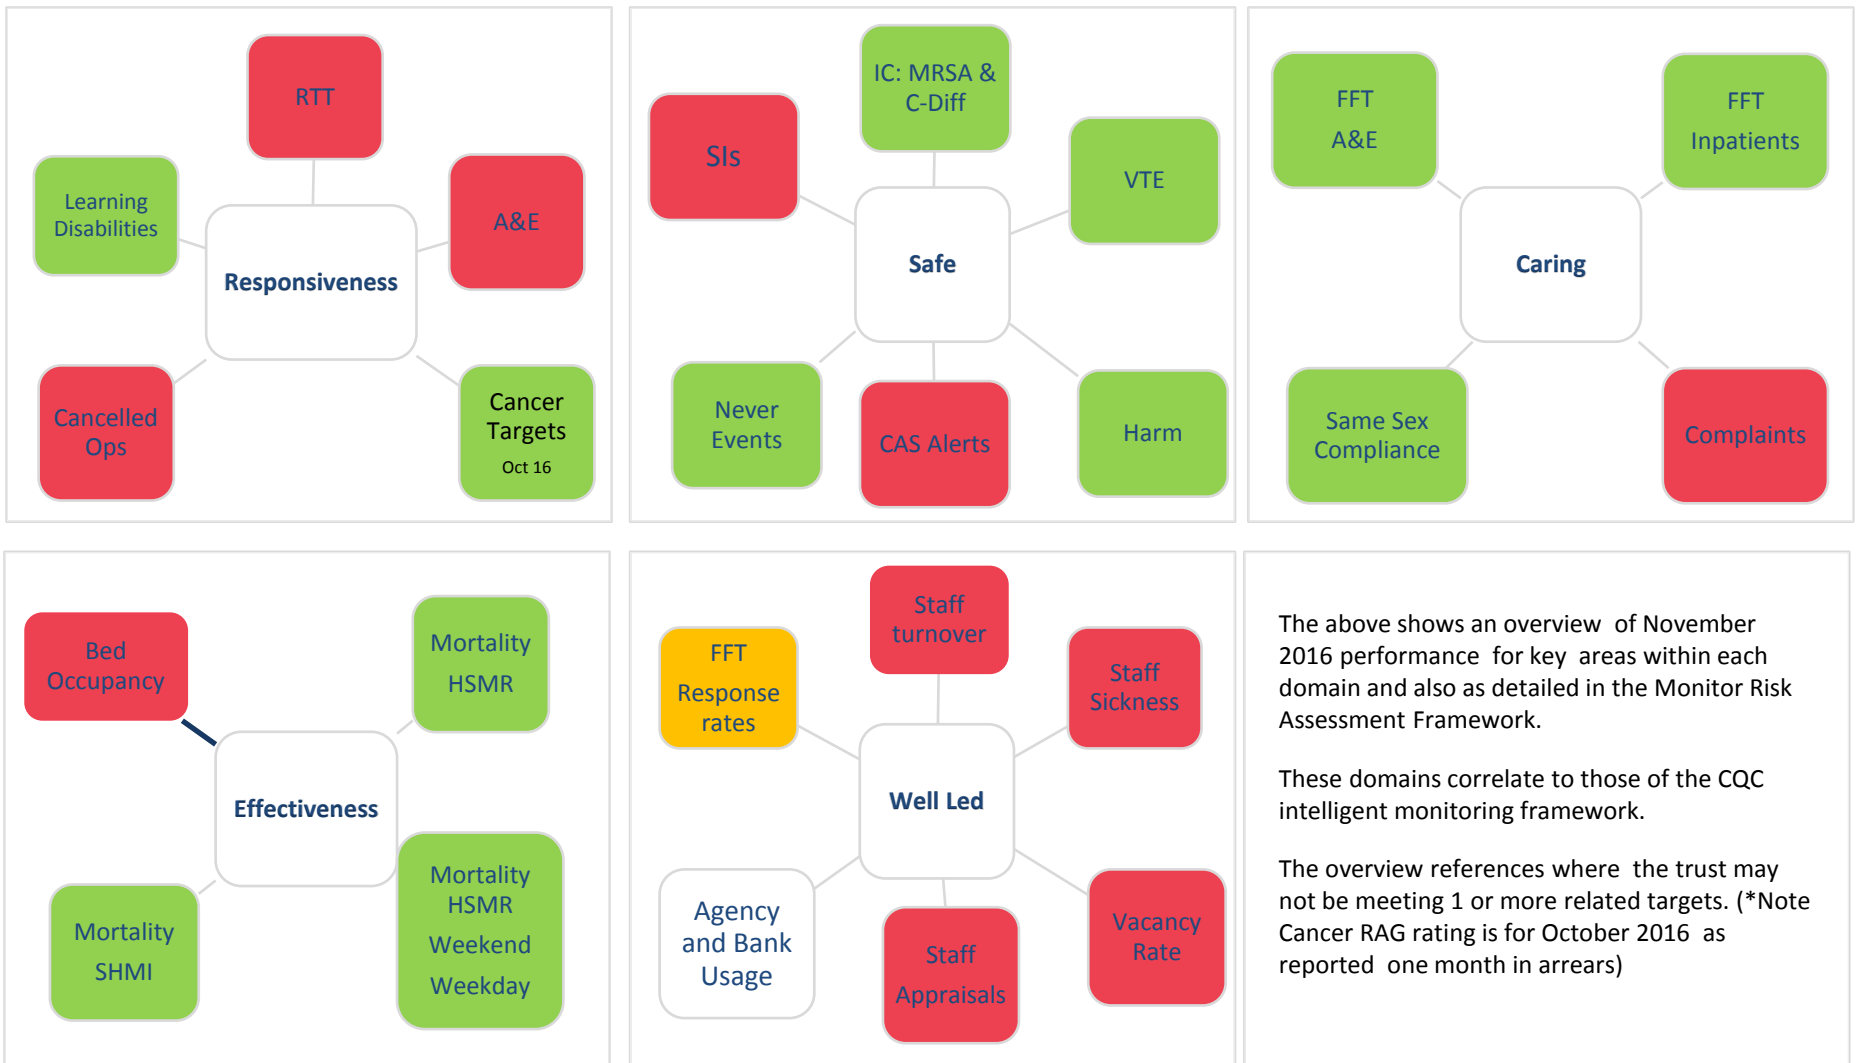 RTT
Learning
Disabilities
A&E
Responsiveness
Cancelled
Ops
Cancer
Targets
Oct 16
IC: MRSA &
C-Diff
SIs
VTE
Safe
Never
Events
CAS Alerts
Harm
FFT
A&E
FFT
Inpatients
Caring
Same Sex
Compliance
Complaints
Bed
Occupancy
Mortality
HSMR
Effectiveness
Mortality
SHMI
Mortality
HSMR
Weekend
Weekday
Staff
turnover
FFT
Response
rates
Staff
Sickness
Well Led
Agency
and Bank
Usage
Staff
Appraisals
Vacancy
Rate
The above shows an overview of November
2016 performance for key areas within each
domain and also as detailed in the Monitor Risk
Assessment Framework.
These domains correlate to those of the CQC
intelligent monitoring framework.
The overview references where the trust may
not be meeting 1 or more related targets. (*Note
Cancer RAG rating is for October 2016 as
reported one month in arrears)